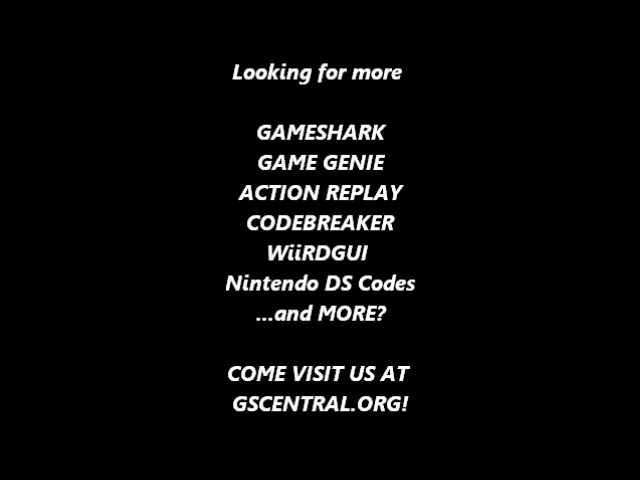 Looking for more
GAMESHARK
GAME GENIE
ACTION REPLAY
CODEBREAKER
WiiRDGUI
Nintendo DS Codes
...and MORE?
COME VISIT US AT
GSCENTRAL.ORG!